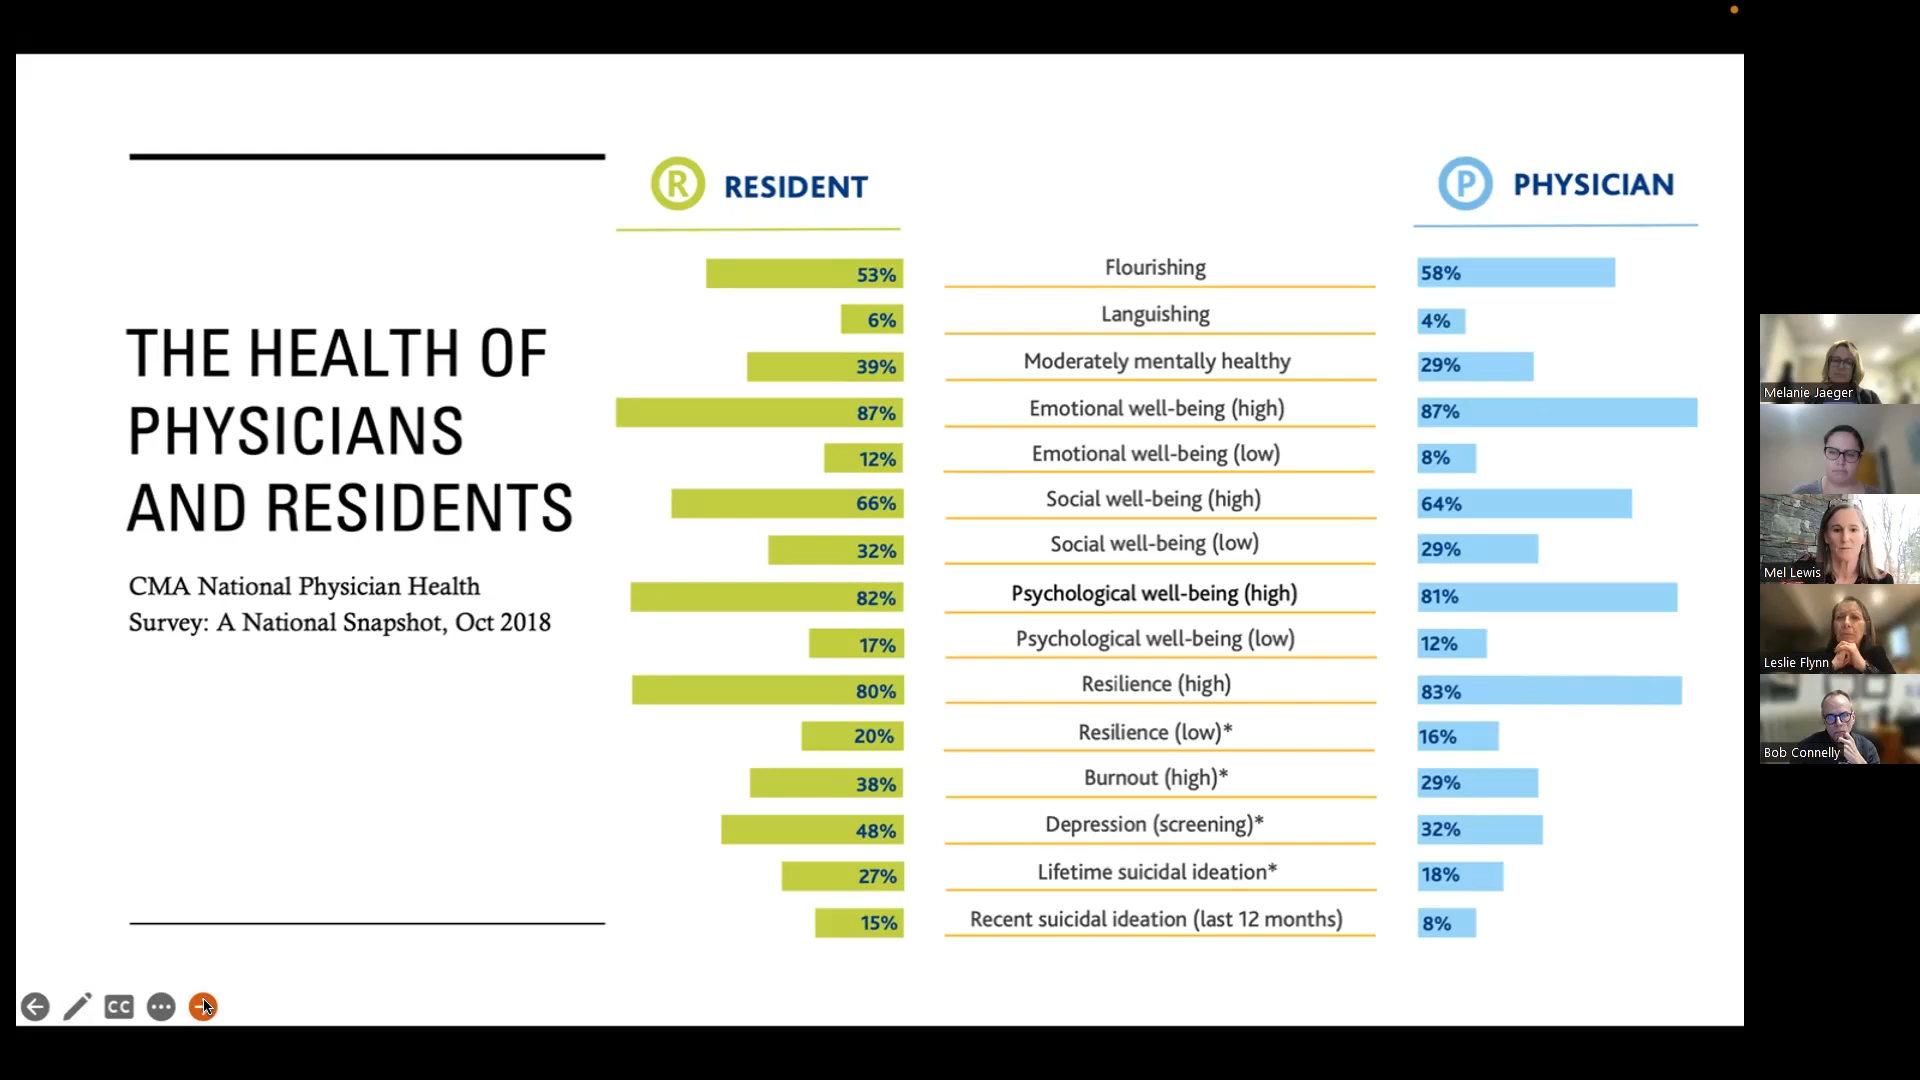 THE HEALTH OF
PHYSICIANS
AND RESIDENTS
CMA National Physician Health
Survey: A National Snapshot, Oct 2018
R RESIDENT
P PHYSICIAN
53% Flourishing 58%
6% Languishing 4%
39% Moderately mentally healthy 29%
87% Emotional well-being (high) 87%
12% Emotional well-being (low) 8%
66% Social well-being (high) 64%
32% Social well-being (low) 29%
82% Psychological well-being (high) 81%
17% Psychological well-being (low) 12%
80% Resilience (high) 83%
20% Resilience (low)* 16%
38% Burnout (high)* 29%
48% Depression (screening)* 32%
27% Lifetime suicidal ideation* 18%
15% Recent suicidal ideation (last 12 months) 8%
CC
Melanie Jaeger
Mel Lewis
Leslie Flynn
Bob Connelly